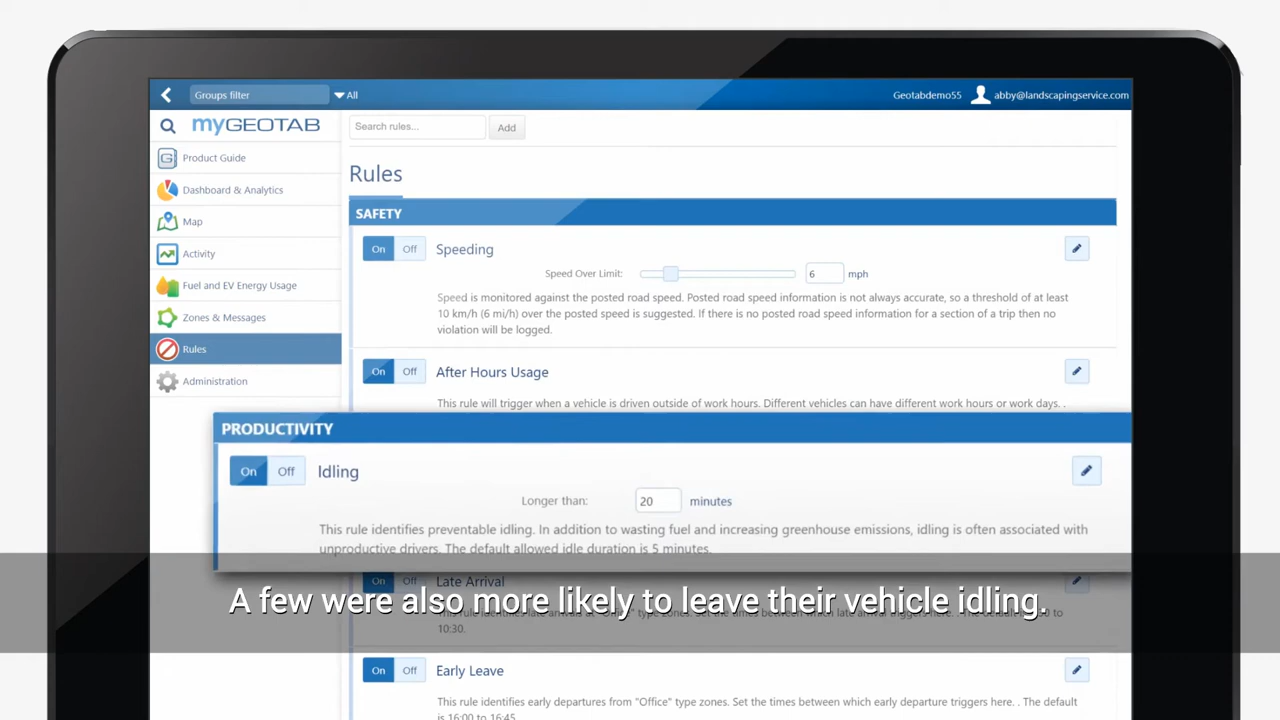 Groups filter
All
Geotabdemo55
abby@landscapingservice.com
myGEOTAB
Search rules...
Add
Product Guide
Dashboard & Analytics
Map
Activity
Fuel and EV Energy Usage
Zones & Messages
Rules
Administration
Rules
SAFETY
On Off Speeding
Speed Over Limit: 6 mph
Speed is monitored against the posted road speed. Posted road speed information is not always accurate, so a threshold of at least
10 km/h (6 mi/h) over the posted speed is suggested. If there is no posted road speed information for a section of a trip then no
violation will be logged.
On Off After Hours Usage
This rule will trigger when a vehicle is driven outside of work hours. Different vehicles can have different work hours or work days. .
PRODUCTIVITY
On Off Idling
Longer than: 20 minutes
This rule identifies preventable idling. In addition to wasting fuel and increasing greenhouse emissions, idling is often associated with
unproductive drivers. The default allowed idle duration is 5 minutes.
On Off Late Arrival
A few were also more likely to leave their vehicle idling.
10:30.
On Off Early Leave
This rule identifies early departures from "Office" type zones. Set the times between which early departure triggers here. . The default
is 16:00 to 16:45